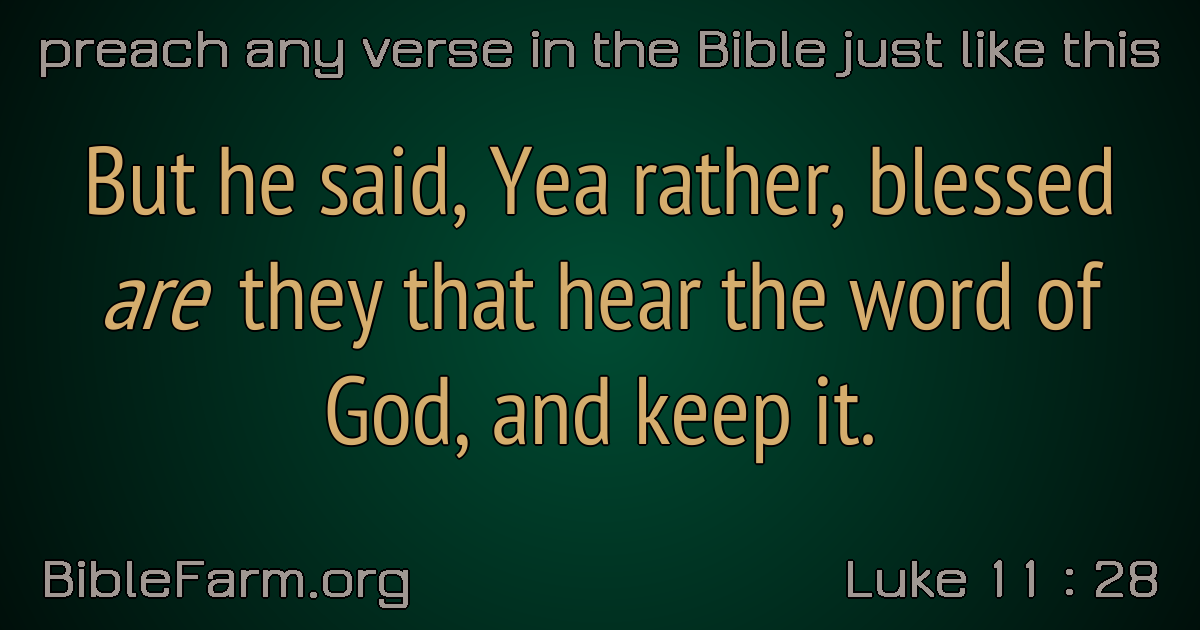 preach any verse in the Bible just like this
But he said, Yea rather, blessed
are they that hear the word of
God, and keep it.
BibleFarm.org
Luke 11 : 28